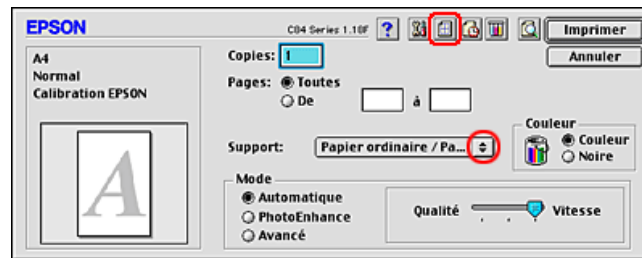 EPSON
C84 Series 1.10F
?
Imprimer
A4
Normal
Calibration EPSON
A
Copies: 1
Annuler
Pages: Toutes
De à
Support: Papier ordinaire / Pa...
Couleur
Couleur
Noire
Mode
Automatique
PhotoEnhance
Avancé
Qualité Vitesse